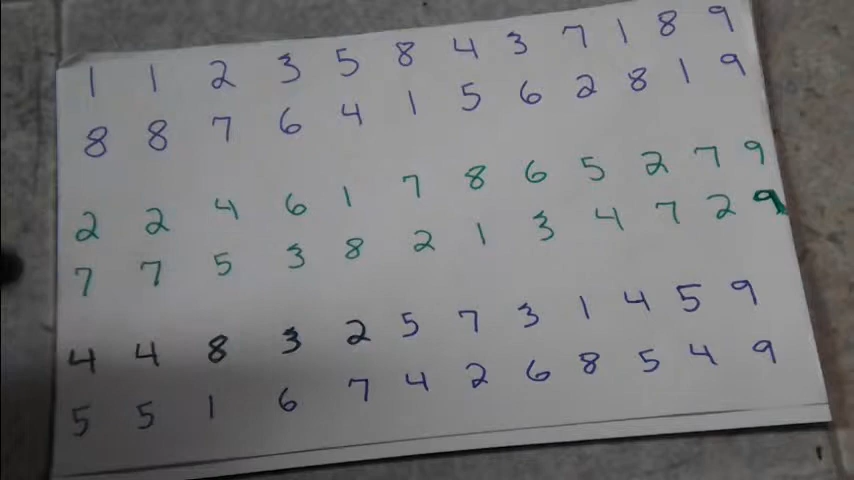 1 1 2 3 5 8 4 3 7 1 8 9
8 8 7 6 4 1 5 6 2 8 1 9
2 2 4 6 1 7 8 6 5 2 7 9
7 7 5 3 8 2 1 3 4 7 2 9
4 4 8 3 2 5 7 3 1 4 5 9
5 5 1 6 7 4 2 6 8 5 4 9